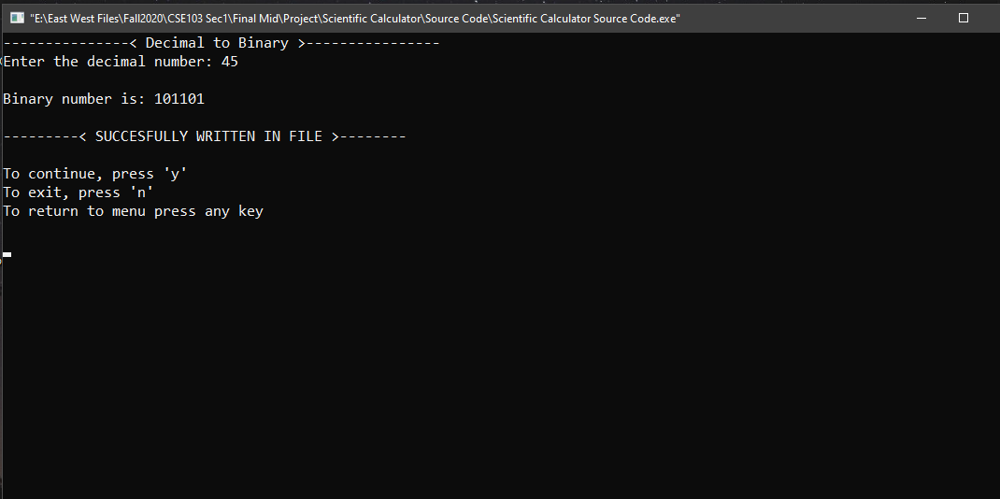 "E:\East West Files\Fall2020\CSE103 Sec1\Final Mid\Project\Scientific Calculator\Source Code\Scientific Calculator Source Code.exe"
---------------< Decimal to Binary >----------------
Enter the decimal number: 45
Binary number is: 101101
---------< SUCCESFULLY WRITTEN IN FILE >--------
To continue, press 'y'
To exit, press 'n'
To return to menu press any key